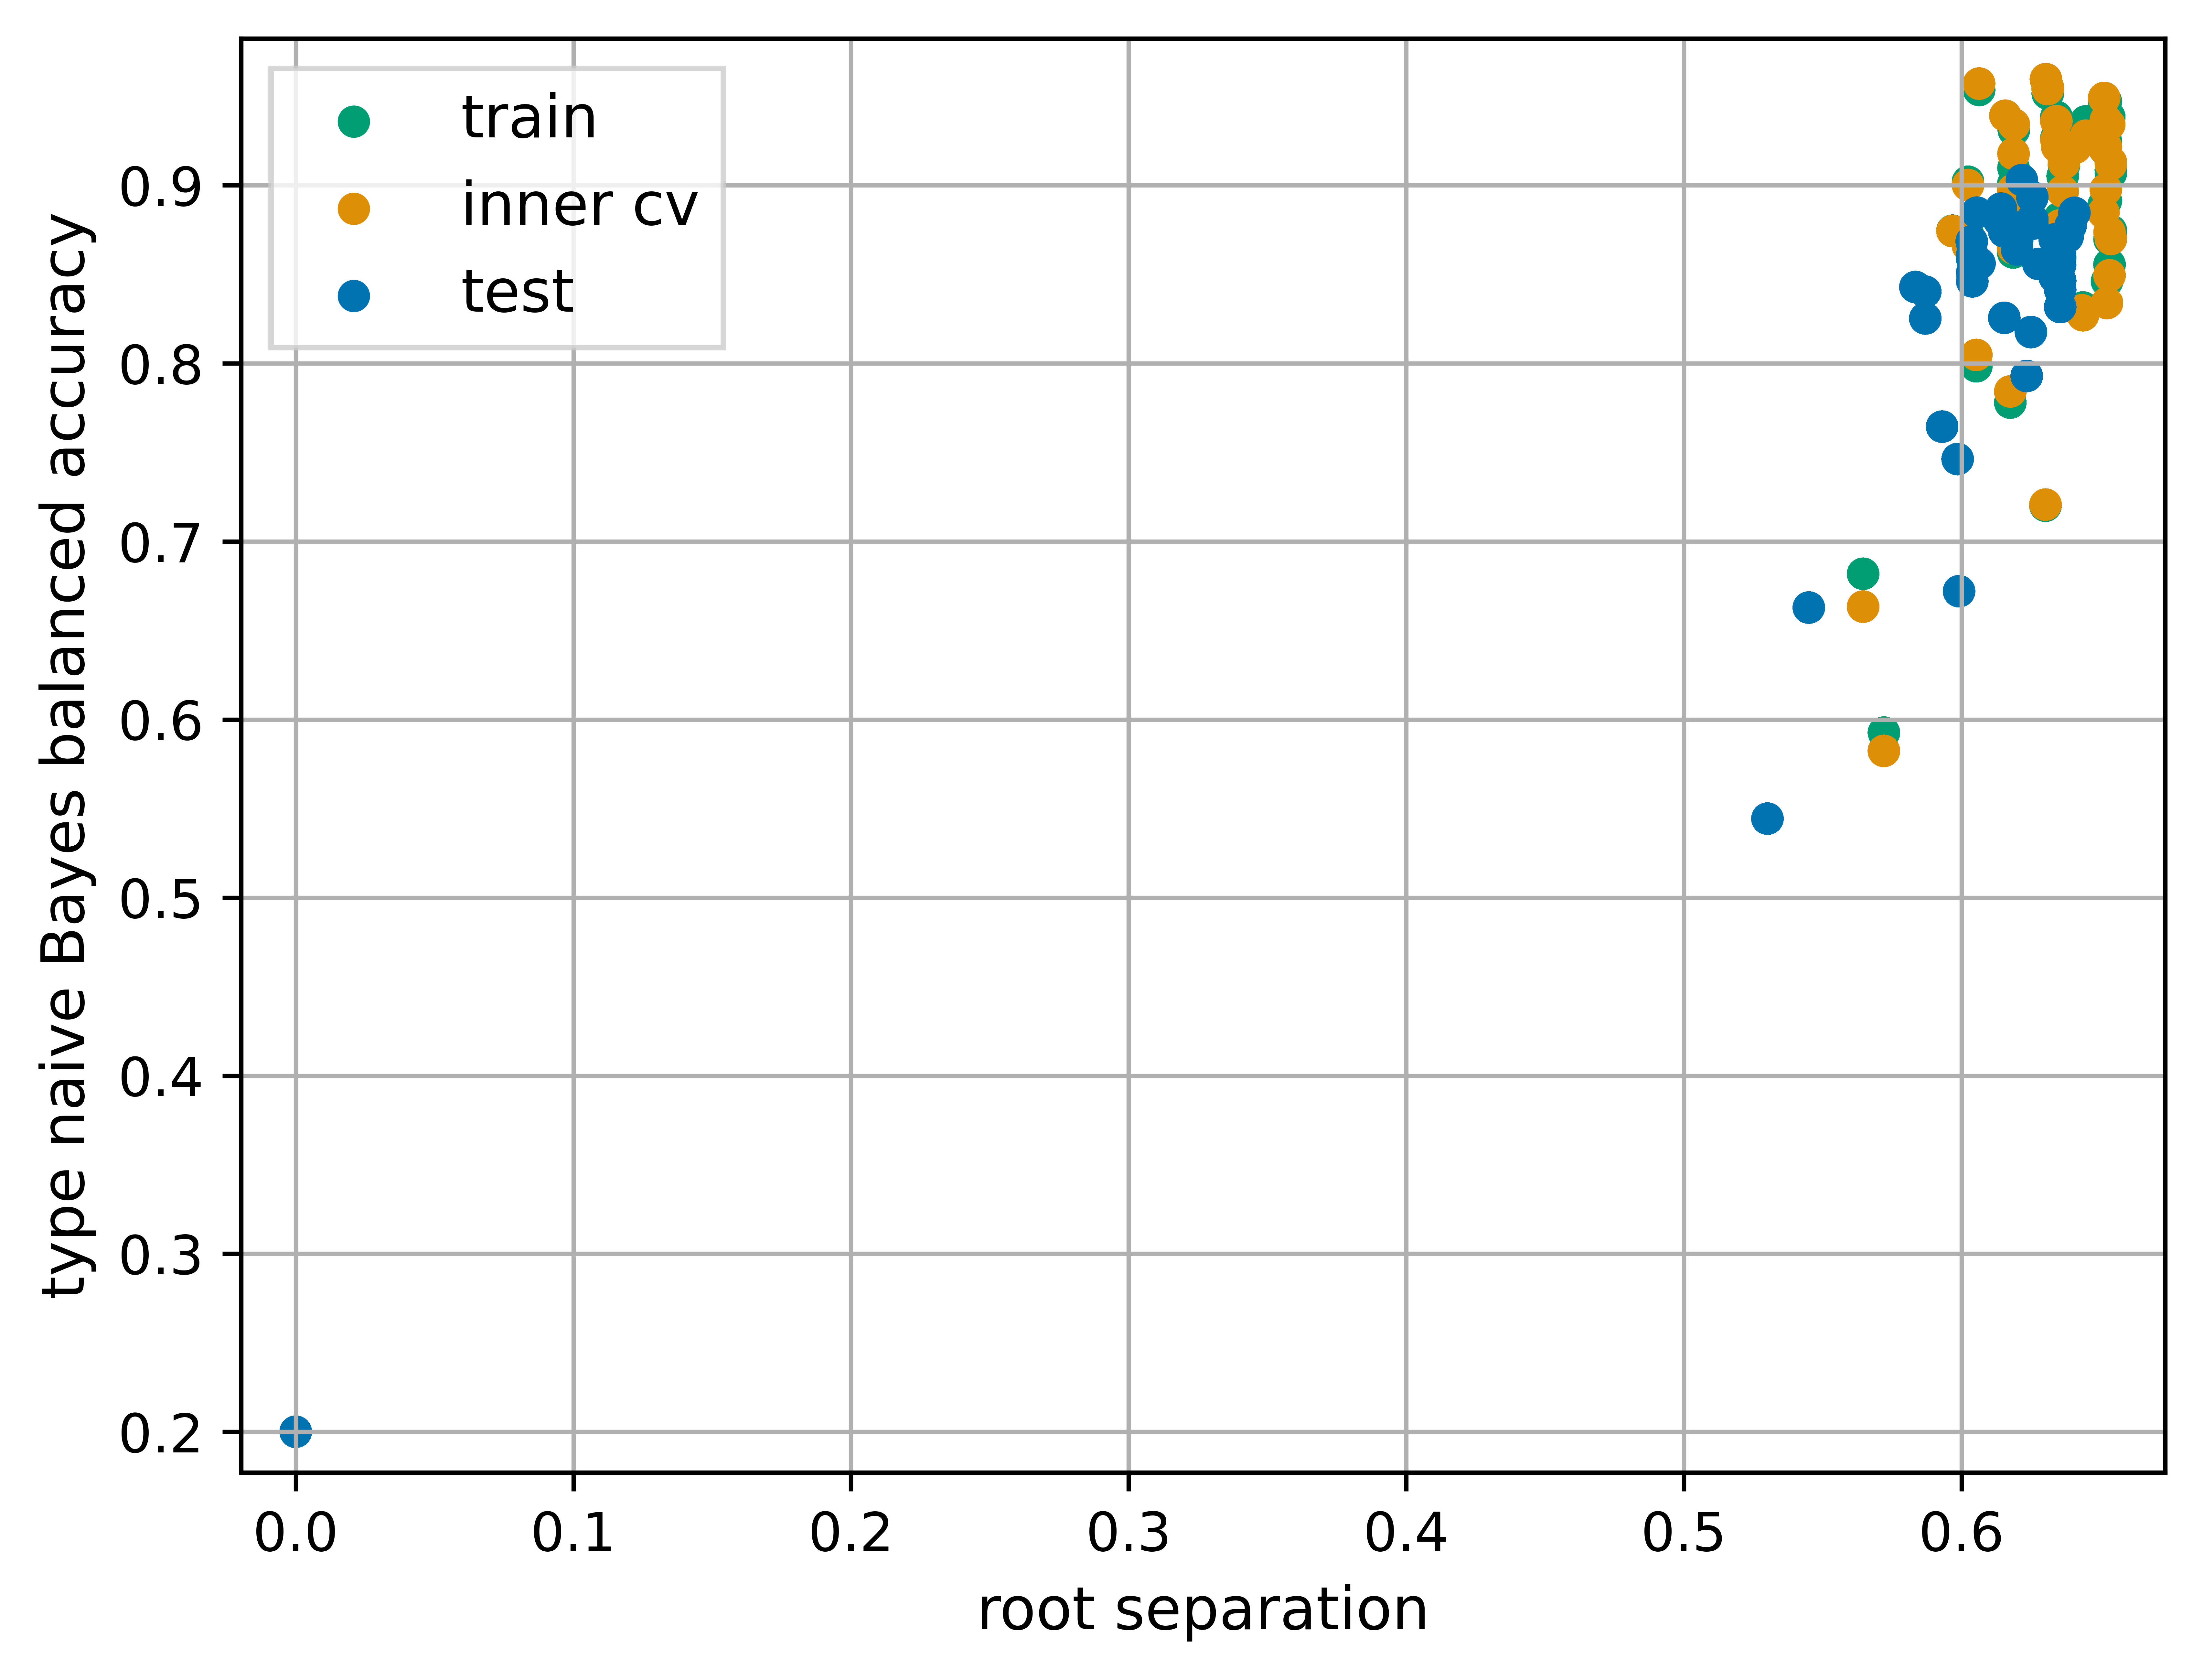 train
inner cv
test
type naive Bayes balanced accuracy
0.9
0.8
0.7
0.6
0.5
0.4
0.3
0.2
0.0 0.1 0.2 0.3 0.4 0.5 0.6
root separation